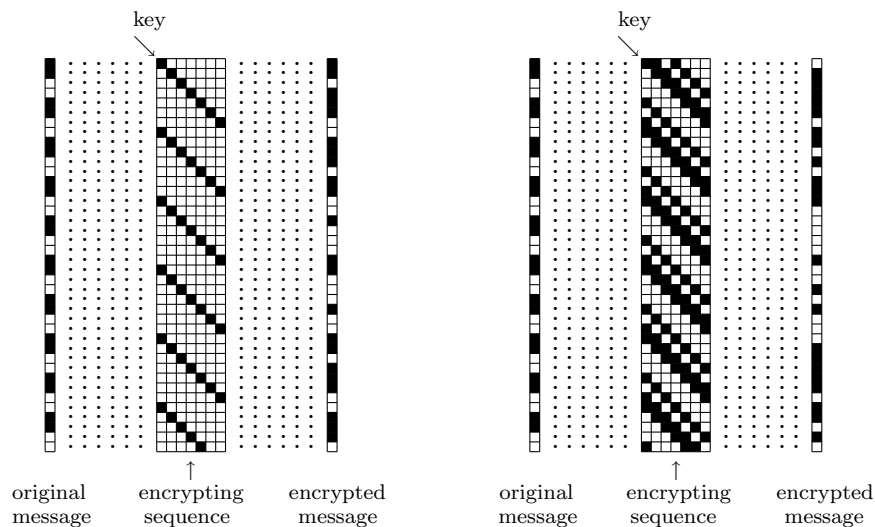 key
key
original
message
encrypting
sequence
encrypted
message
original
message
encrypting
sequence
encrypted
message